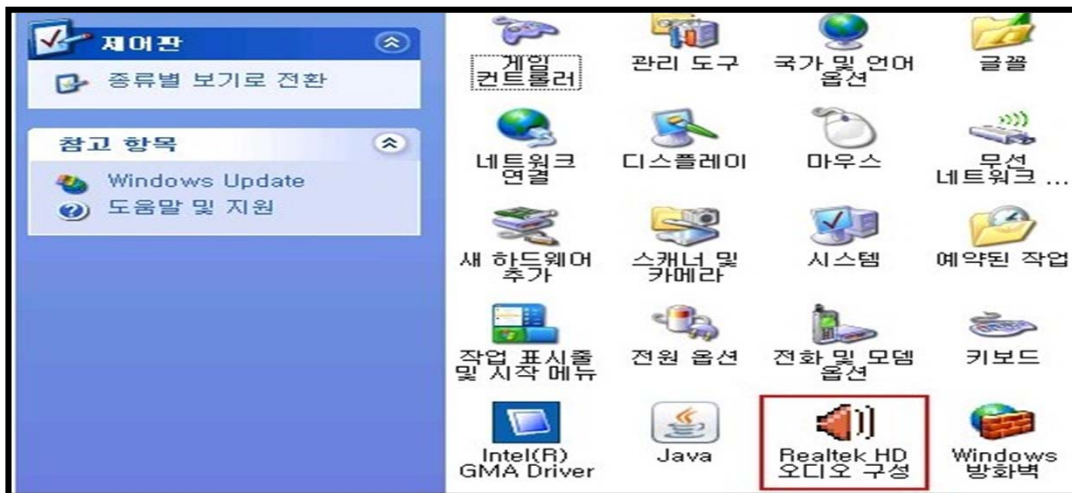 제어판
종류별 보기로 전환
참고 항목
Windows Update
도움말 및 지원
게임
컨트롤러
관리 도구
국가 및 언어
옵션
글꼴
네트워크
연결
디스플레이
마우스
무선
네트워크 ...
새 하드웨어
추가
스캐너 및
카메라
시스템
예약된 작업
작업 표시줄
및 시작 메뉴
전원 옵션
전화 및 모뎀
옵션
키보드
Intel(R)
GMA Driver
Java
Realtek HD
오디오 구성
Windows
방화벽